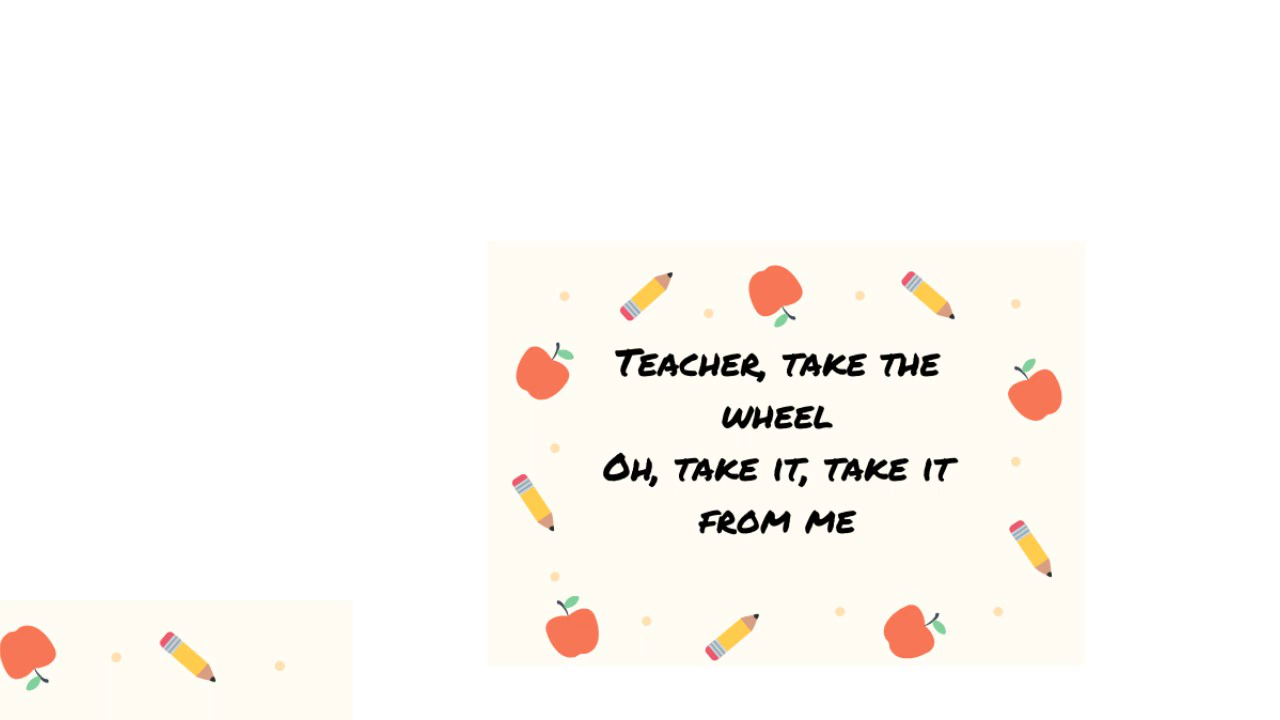 Teacher, take the
wheel
Oh, take it, take it
from me